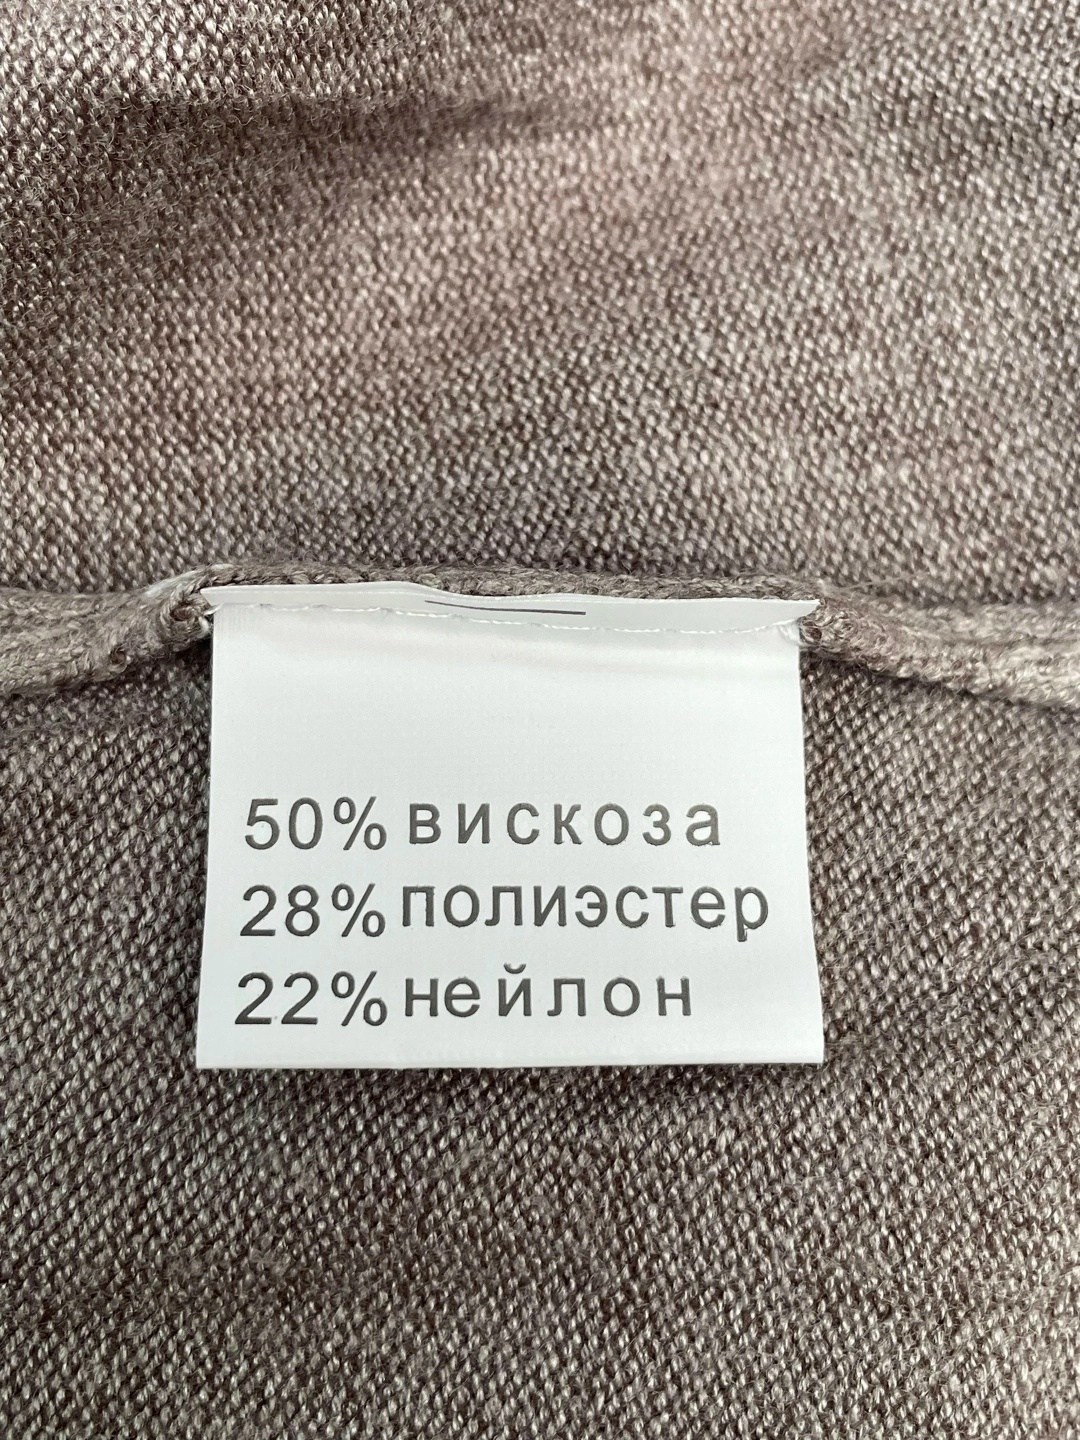 50% вискоза
28% полиэстер
22% нейлон